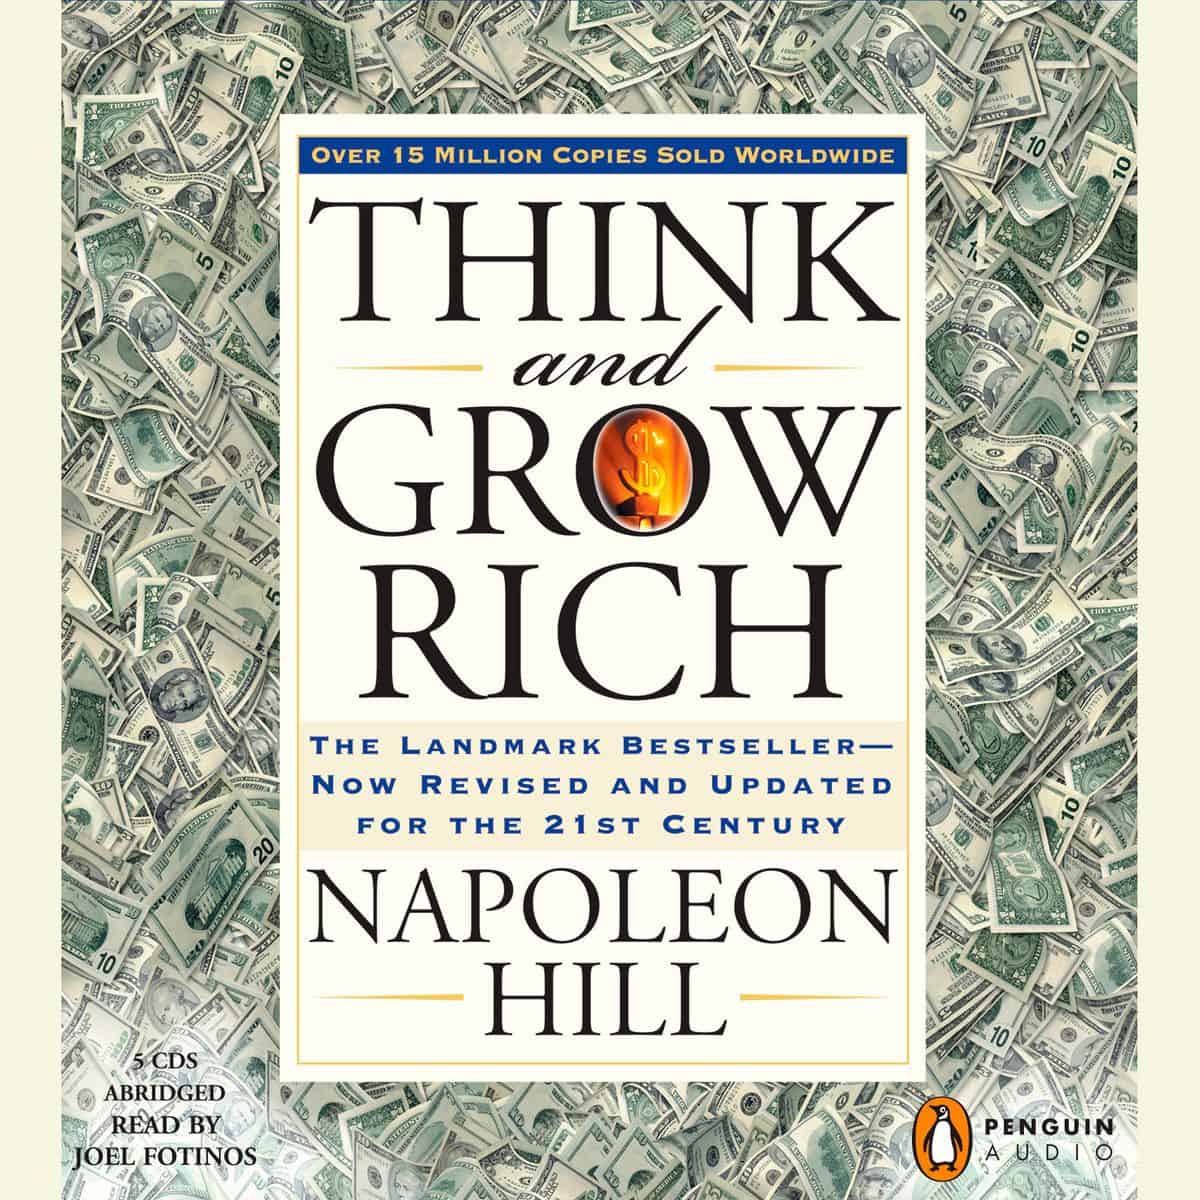 OVER 15 MILLION COPIES SOLD WORLDWIDE
THINK
and
GROW
RICH
THE LANDMARK BESTSELLER—
NOW REVISED AND UPDATED
FOR THE 21ST CENTURY
NAPOLEON
HILL
5 CDS
ABRIDGED
READ BY
JOEL FOTINOS
PENGUIN
AUDIO